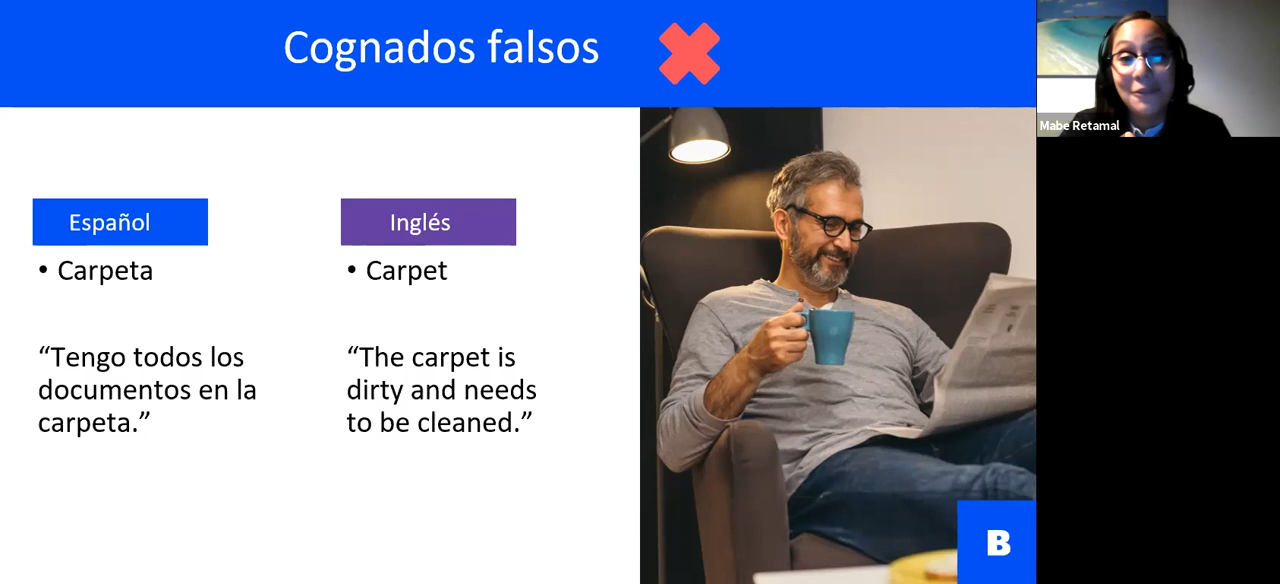 Cognados falsos
Mabe Retamal
Español
• Carpeta
“Tengo todos los
documentos en la
carpeta.”
Inglés
• Carpet
“The carpet is
dirty and needs
to be cleaned.”
B